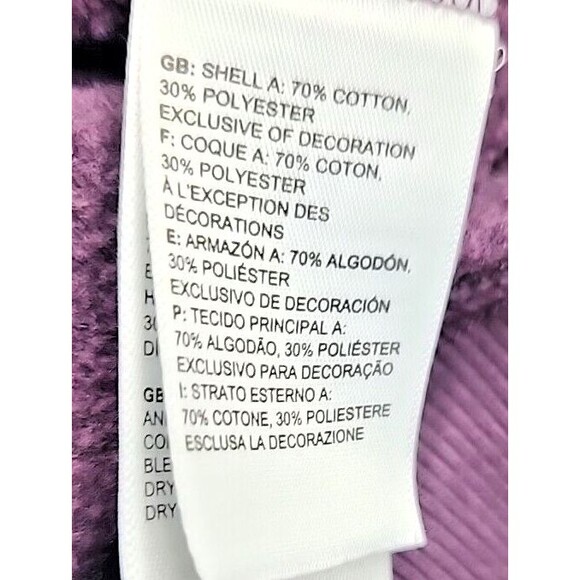 GB: SHELL A: 70% COTTON,
30% POLYESTER
EXCLUSIVE OF DECORATION
F: COQUE A: 70% COTON,
30% POLYESTER
À L'EXCEPTION DES
DÉCORATIONS
E: ARMAZÓN A: 70% ALGODÓN,
30% POLIÉSTER
EXCLUSIVO DE DECORACIÓN
P: TECIDO PRINCIPAL A:
70% ALGODÃO, 30% POLIÉSTER
EXCLUSIVO PARA DECORAÇÃO
I: STRATO ESTERNO A:
70% COTONE, 30% POLIESTERE
ESCLUSA LA DECORAZIONE
GB
DRY
DRY